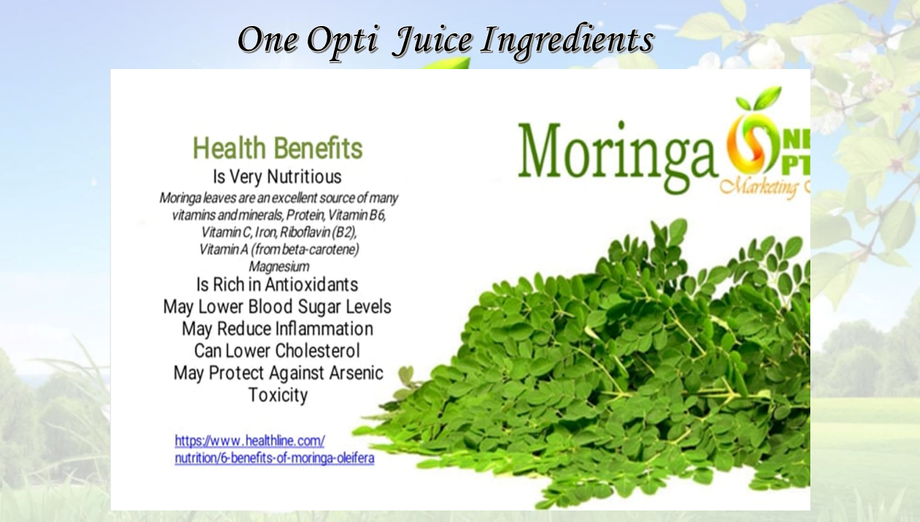 One Opti Juice Ingredients
Health Benefits
Is Very Nutritious
Moringa leaves are an excellent source of many
vitamins and minerals, Protein, Vitamin B6,
Vitamin C, Iron, Riboflavin (B2),
Vitamin A (from beta-carotene)
Magnesium
Is Rich in Antioxidants
May Lower Blood Sugar Levels
May Reduce Inflammation
Can Lower Cholesterol
May Protect Against Arsenic
Toxicity
https://www.healthline.com/
nutrition/6-benefits-of-moringa-oleifera
Moringa
Marketing